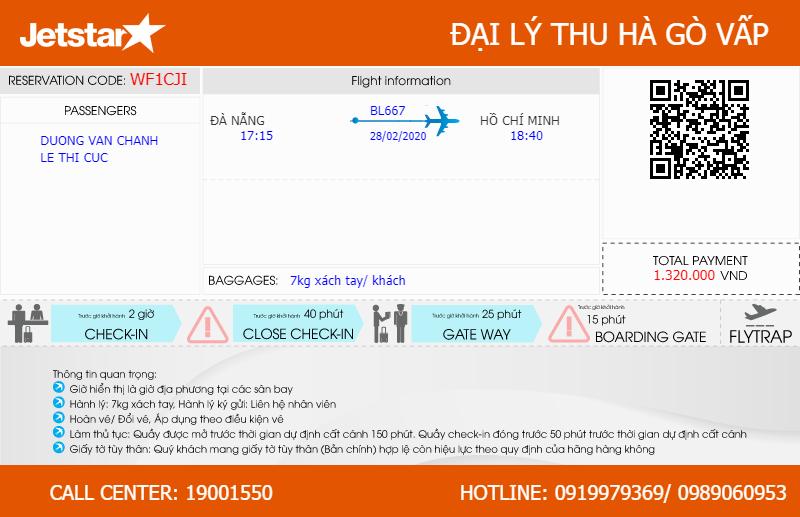 Jetstar
ĐẠI LÝ THU HÀ GÒ VẤP
RESERVATION CODE: WF1CJI
Flight information
PASSENGERS
DUONG VAN CHANH
LE THI CUC
ĐÀ NẴNG
17:15
BL667
28/02/2020
HỒ CHÍ MINH
18:40
BAGGAGES: 7kg xách tay/ khách
TOTAL PAYMENT
1.320.000 VND
Trước giờ khởi hành 2 giờ
CHECK-IN
Trước giờ khởi hành 40 phút
CLOSE CHECK-IN
Trước giờ khởi hành 25 phút
GATE WAY
Trước giờ khởi hành
15 phút
BOARDING GATE
FLYTRAP
Thông tin quan trọng:
Giờ hiển thị là giờ địa phương tại các sân bay
Hành lý: 7kg xách tay, Hành lý ký gửi: Liên hệ nhân viên
Hoàn vé/ Đổi vé, Áp dụng theo điều kiện vé
Làm thủ tục: Quầy được mở trước thời gian dự định cất cánh 150 phút. Quầy check-in đóng trước 50 phút trước thời gian dự định cất cánh
Giấy tờ tùy thân: Quý khách mang giấy tờ tùy thân (Bản chính) hợp lệ còn hiệu lực theo quy định của hãng hàng không
CALL CENTER: 19001550
HOTLINE: 0919979369/ 0989060953